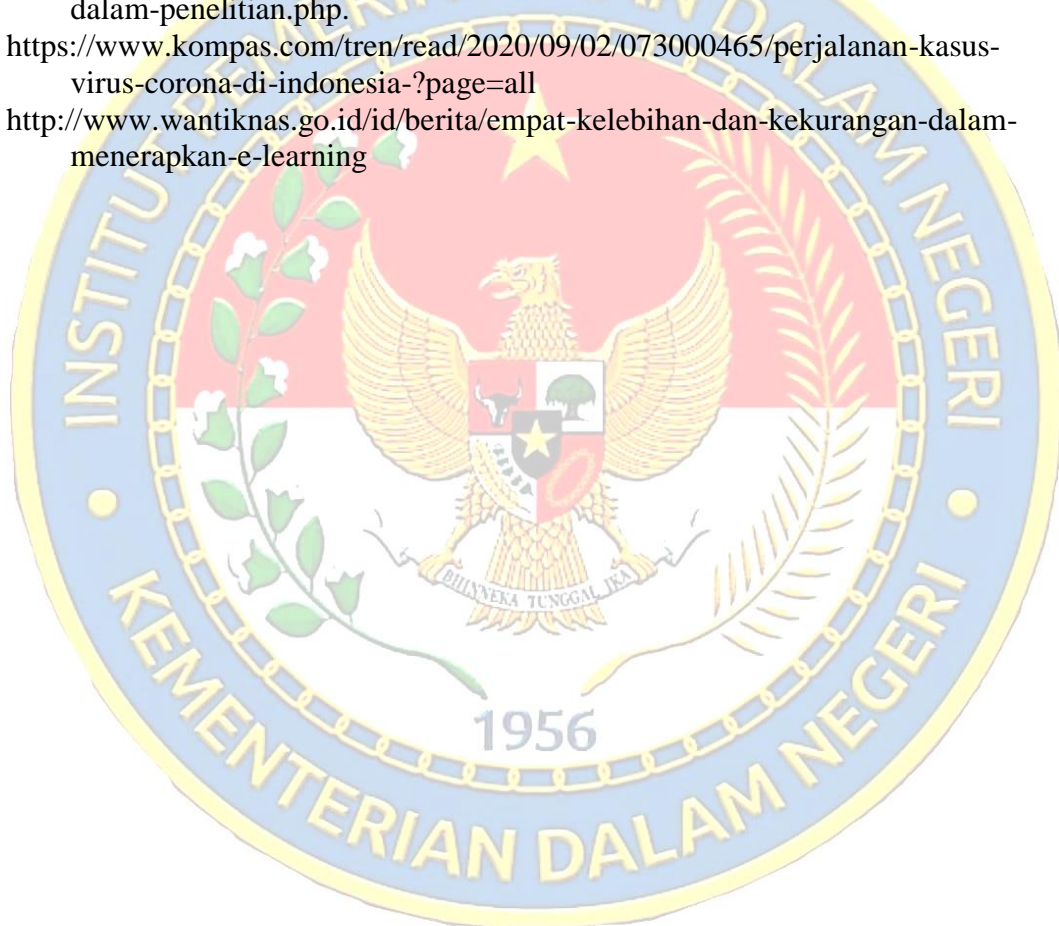 dalam-penelitian.php.
https://www.kompas.com/tren/read/2020/09/02/073000465/perjalanan-kasus-
virus-corona-di-indonesia-?page=all
http://www.wantiknas.go.id/id/berita/empat-kelebihan-dan-kekurangan-dalam-
menerapkan-e-learning
INSTITUT PEMERINTAHAN DALAM NEGERI
BHINNEKA TUNGGAL IKA
1956
KEMENTERIAN DALAM NEGERI